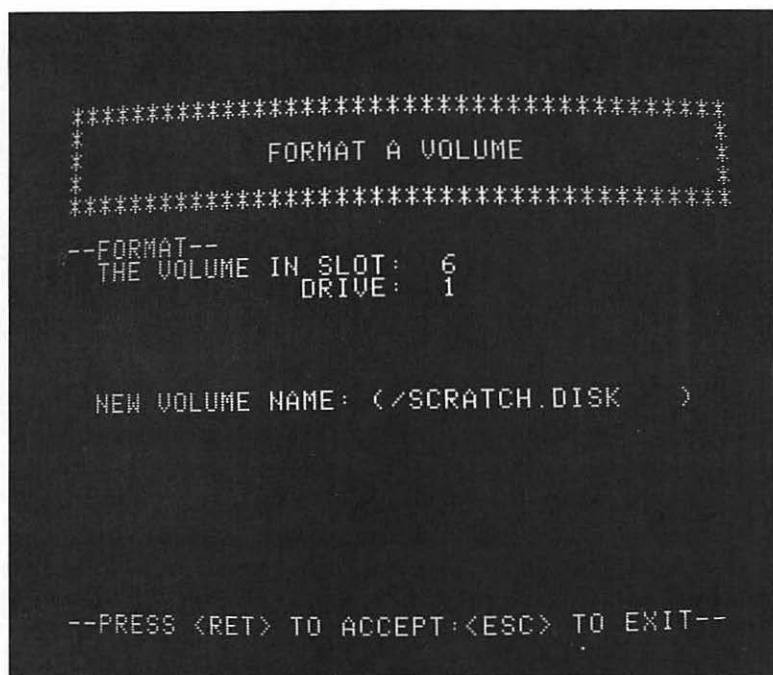 ************************************
*            FORMAT A VOLUME            *
************************************
--FORMAT--
THE VOLUME IN SLOT: 6
DRIVE: 1
NEW VOLUME NAME: (/SCRATCH.DISK )
--PRESS <RET> TO ACCEPT:<ESC> TO EXIT--